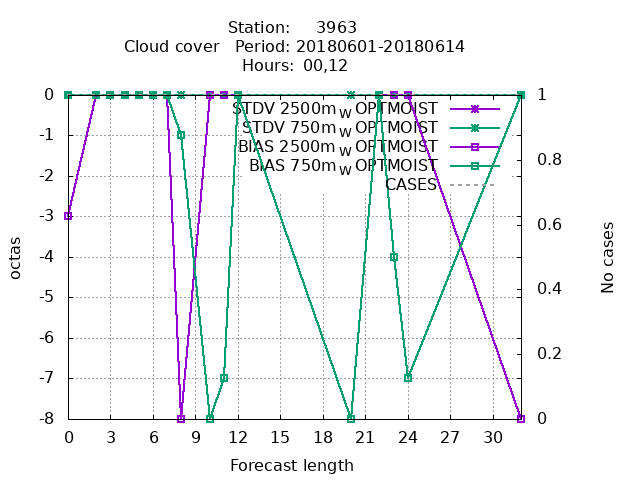 Station: 3963
Cloud cover Period: 20180601-20180614
Hours: 00,12
STDV 2500m_W OPTMOIST
STDV 750m_W OPTMOIST
BIAS 2500m_W OPTMOIST
BIAS 750m_W OPTMOIST
CASES
0
-1
-2
-3
-4
-5
-6
-7
-8
octas
1
0.8
0.6
0.4
0.2
0
No cases
0 3 6 9 12 15 18 21 24 27 30
Forecast length